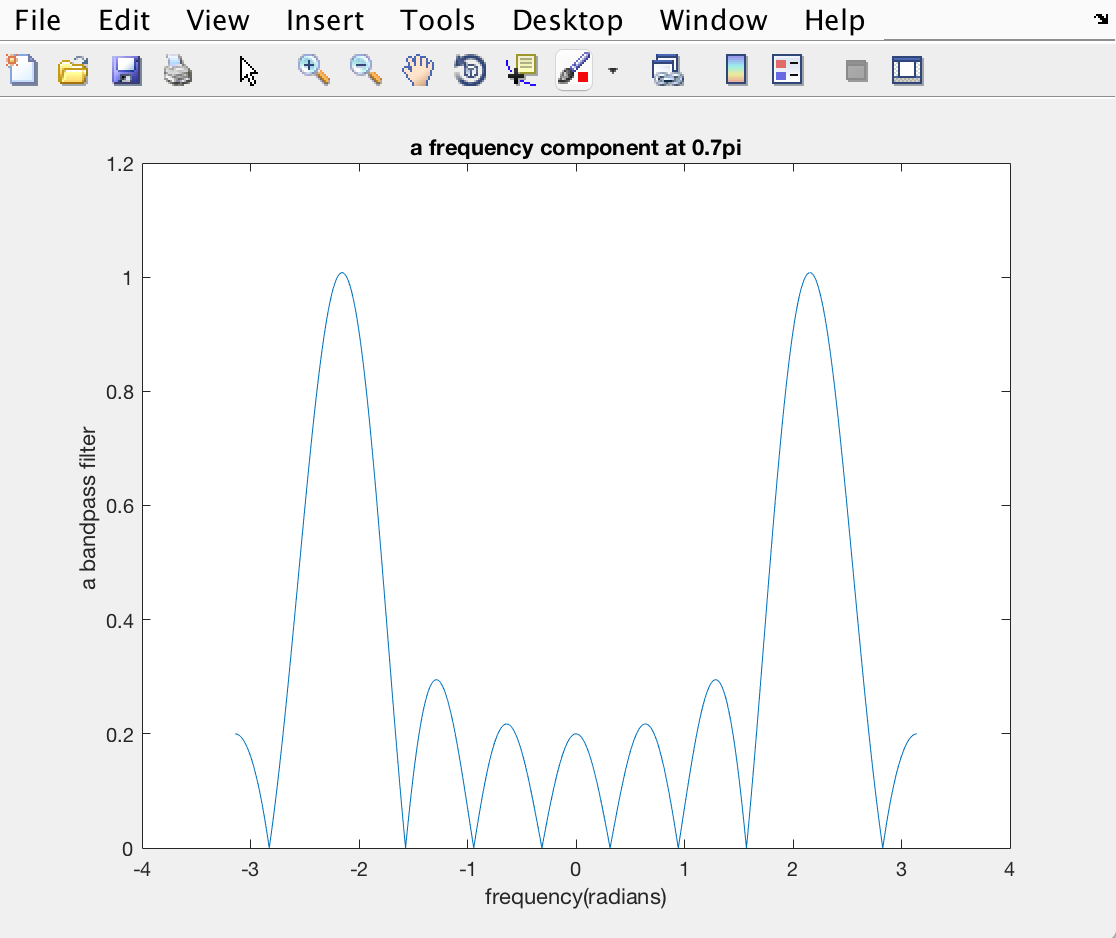 File Edit View Insert Tools Desktop Window Help
a frequency component at 0.7pi
1.2
1
0.8
0.6
0.4
0.2
0
a bandpass filter
-4 -3 -2 -1 0 1 2 3 4
frequency(radians)